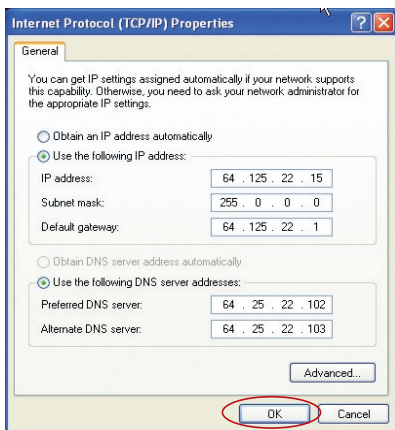 Internet Protocol (TCP/IP) Properties
General
You can get IP settings assigned automatically if your network supports
this capability. Otherwise, you need to ask your network administrator for
the appropriate IP settings.
Obtain an IP address automatically
Use the following IP address:
IP address: 64 . 125 . 22 . 15
Subnet mask: 255 . 0 . 0 . 0
Default gateway: 64 . 125 . 22 . 1
Obtain DNS server address automatically
Use the following DNS server addresses:
Preferred DNS server: 64 . 25 . 22 . 102
Alternate DNS server: 64 . 25 . 22 . 103
Advanced...
OK Cancel